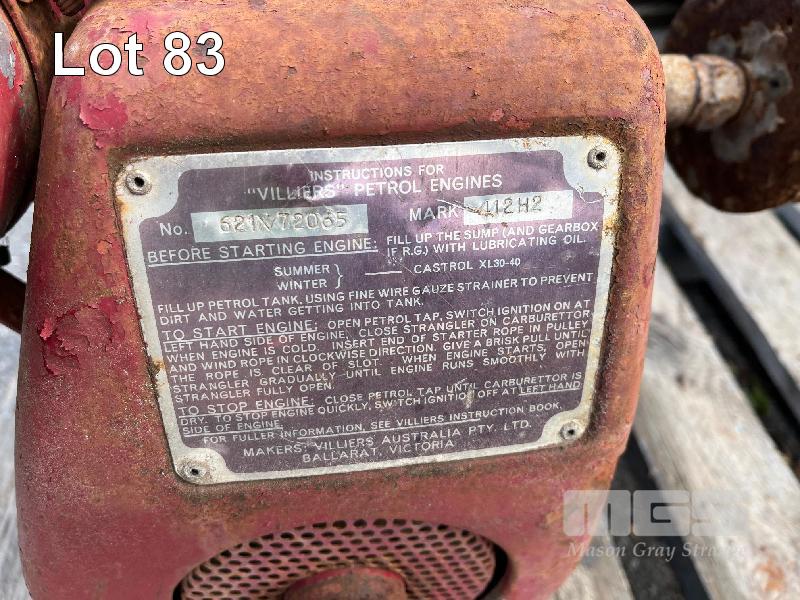 Lot 83
INSTRUCTIONS FOR
"VILLIERS" PETROL ENGINES
No. 621N/72065 MARK 412H2
BEFORE STARTING ENGINE: FILL UP THE SUMP (AND GEARBOX
IF R.G.) WITH LUBRICATING OIL.
SUMMER
WINTER } —— CASTROL XL30-40
FILL UP PETROL TANK, USING FINE WIRE GAUZE STRAINER TO PREVENT
DIRT AND WATER GETTING INTO TANK.
TO START ENGINE: OPEN PETROL TAP, SWITCH IGNITION ON AT
LEFT HAND SIDE OF ENGINE. CLOSE STRANGLER ON CARBURETTOR
WHEN ENGINE IS COLD. INSERT END OF STARTER ROPE IN PULLEY
AND WIND ROPE IN CLOCKWISE DIRECTION. GIVE A BRISK PULL UNTIL
THE ROPE IS CLEAR OF SLOT. WHEN ENGINE STARTS, OPEN
STRANGLER GRADUALLY UNTIL ENGINE RUNS SMOOTHLY WITH
STRANGLER FULLY OPEN.
TO STOP ENGINE: CLOSE PETROL TAP UNTIL CARBURETTOR IS
DRY. TO STOP ENGINE QUICKLY, SWITCH IGNITION OFF AT LEFT HAND
SIDE OF ENGINE.
FOR FULLER INFORMATION, SEE VILLIERS INSTRUCTION BOOK.
MAKERS: VILLIERS AUSTRALIA PTY. LTD.
BALLARAT, VICTORIA
MGS
Mason Gray